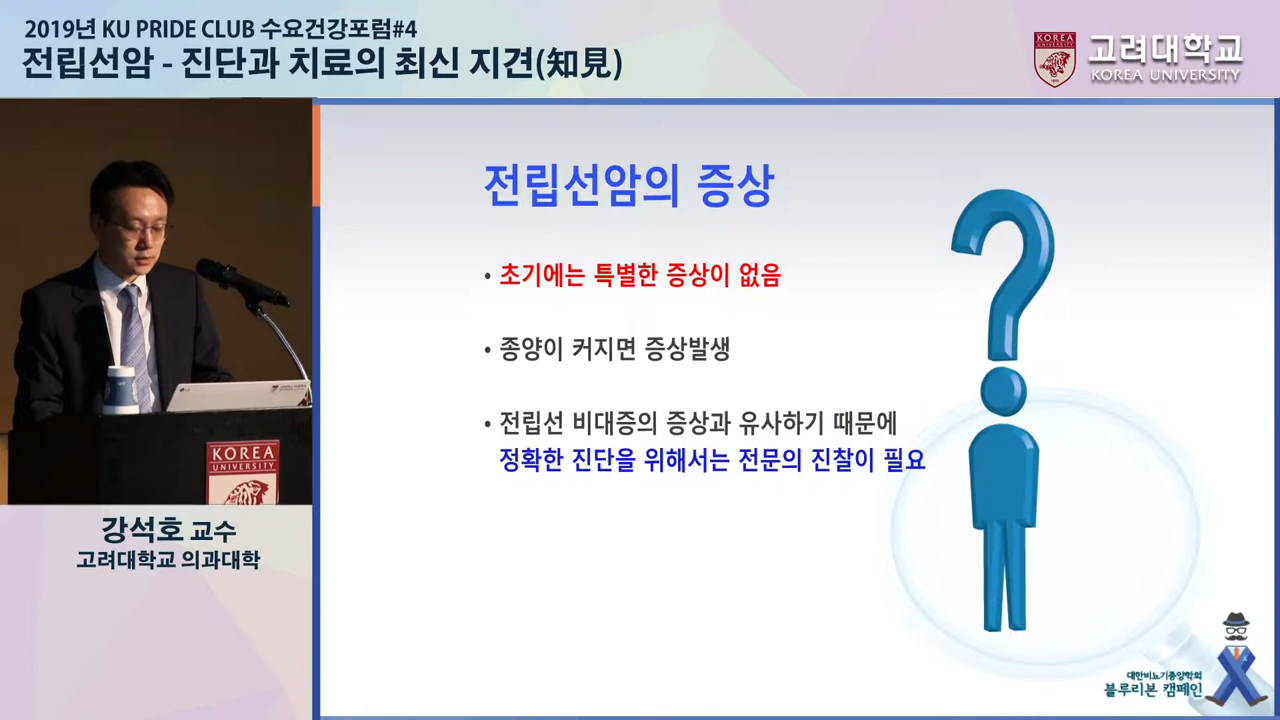 2019년 KU PRIDE CLUB 수요건강포럼#4
전립선암 - 진단과 치료의 최신 지견(知見)
KOREA
고려대학교
KOREA UNIVERSITY
전립선암의 증상
• 초기에는 특별한 증상이 없음
• 종양이 커지면 증상발생
• 전립선 비대증의 증상과 유사하기 때문에
정확한 진단을 위해서는 전문의 진찰이 필요
KOREA
UNIVERSITY
강석호 교수
고려대학교 의과대학
대한비뇨기종양학회
블루리본 캠페인